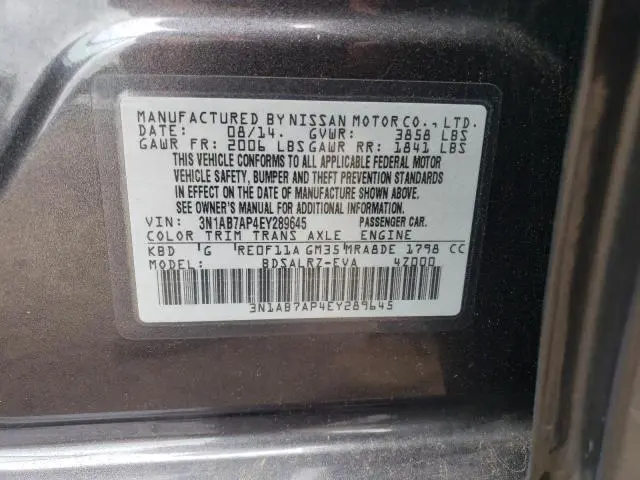 MANUFACTURED BY NISSAN MOTOR CO., LTD.
DATE: 08/14. GVWR: 3858 LBS
GAWR FR: 2006 LBS GAWR RR: 1841 LBS
THIS VEHICLE CONFORMS TO ALL APPLICABLE FEDERAL MOTOR
VEHICLE SAFETY, BUMPER AND THEFT PREVENTION STANDARDS
IN EFFECT ON THE DATE OF MANUFACTURE SHOWN ABOVE.
SEE OWNER'S MANUAL FOR ADDITIONAL INFORMATION.
VIN: 3N1AB7AP4EY289645 PASSENGER CAR.
COLOR TRIM TRANS AXLE ENGINE
KBD G RE0F11A GM35 MRA8DE 1798 CC
MODEL: BDSALRZ-EVA 4Z000
3N1AB7AP4EY289645